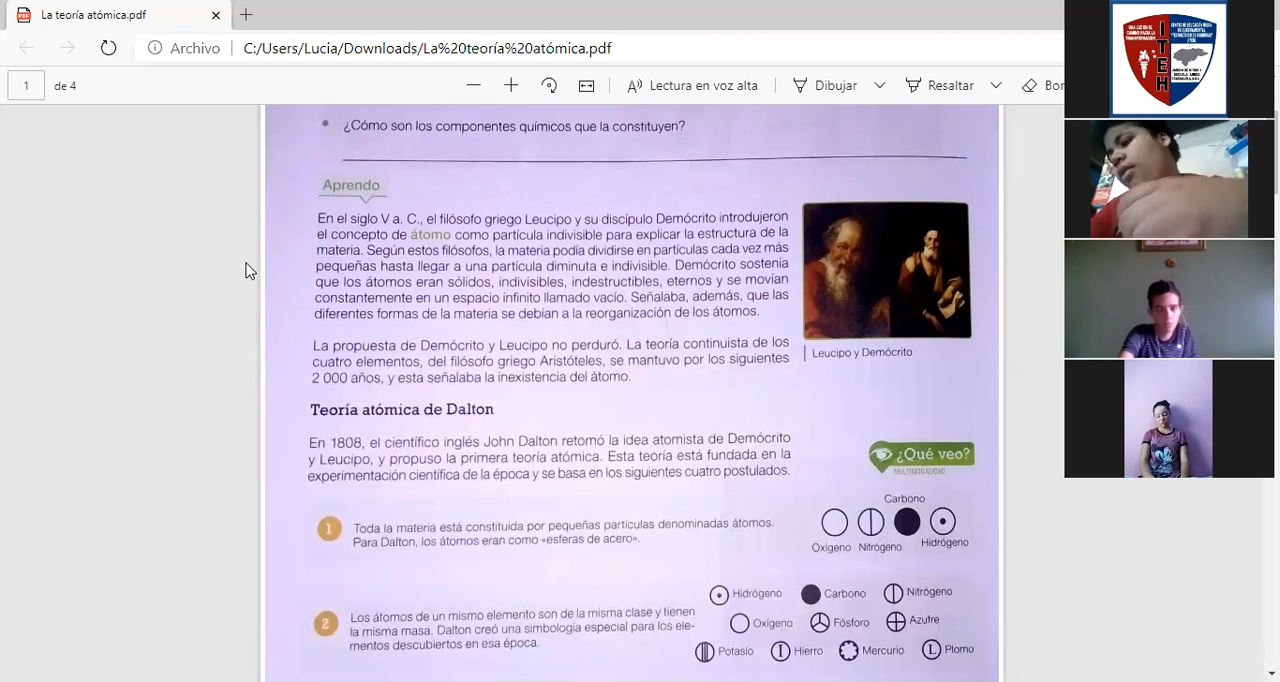 La teoría atómica.pdf
Archivo
C:/Users/Lucia/Downloads/La%20teoría%20atómica.pdf
1 de 4
Lectura en voz alta
Dibujar
Resaltar
¿Cómo son los componentes químicos que la constituyen?
Aprendo
En el siglo V a. C., el filósofo griego Leucipo y su discípulo Demócrito introdujeron
el concepto de átomo como partícula indivisible para explicar la estructura de la
materia. Según estos filósofos, la materia podía dividirse en partículas cada vez más
pequeñas hasta llegar a una partícula diminuta e indivisible. Demócrito sostenía
que los átomos eran sólidos, indivisibles, indestructibles, eternos y se movían
constantemente en un espacio infinito llamado vacío. Señalaba, además, que las
diferentes formas de la materia se debían a la reorganización de los átomos.
Leucipo y Demócrito
La propuesta de Demócrito y Leucipo no perduró. La teoría continuista de los
cuatro elementos, del filósofo griego Aristóteles, se mantuvo por los siguientes
2 000 años, y esta señalaba la inexistencia del átomo.
Teoría atómica de Dalton
En 1808, el científico inglés John Dalton retomó la idea atomista de Demócrito
y Leucipo, y propuso la primera teoría atómica. Esta teoría está fundada en la
experimentación científica de la época y se basa en los siguientes cuatro postulados.
¿Qué veo?
MULTIMODALIDAD
1
Toda la materia está constituida por pequeñas partículas denominadas átomos.
Para Dalton, los átomos eran como «esferas de acero».
Carbono
Oxígeno Nitrógeno Hidrógeno
2
Los átomos de un mismo elemento son de la misma clase y tienen
la misma masa. Dalton creó una simbología especial para los ele-
mentos descubiertos en esa época.
Hidrógeno Carbono Nitrógeno
Oxígeno Fósforo Azufre
Potasio Hierro Mercurio L Plomo
ITEH